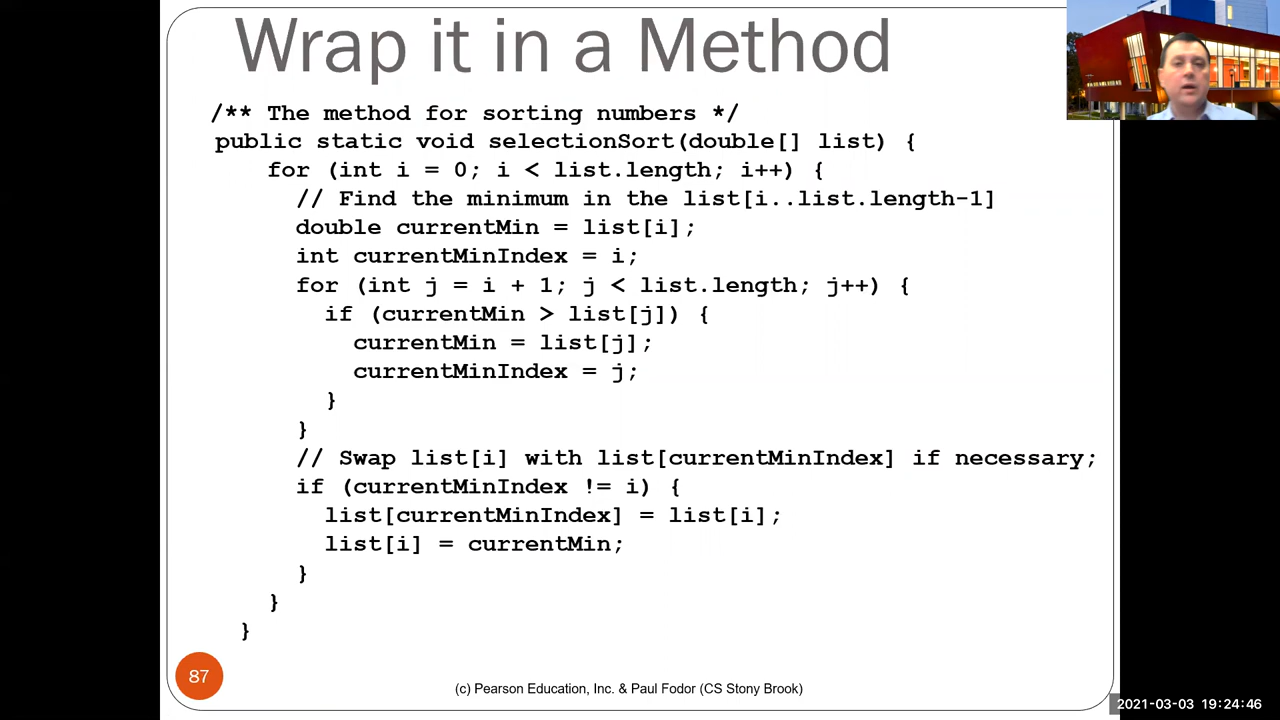 Wrap it in a Method
/** The method for sorting numbers */
public static void selectionSort(double[] list) {
for (int i = 0; i < list.length; i++) {
// Find the minimum in the list[i..list.length-1]
double currentMin = list[i];
int currentMinIndex = i;
for (int j = i + 1; j < list.length; j++) {
if (currentMin > list[j]) {
currentMin = list[j];
currentMinIndex = j;
}
}
// Swap list[i] with list[currentMinIndex] if necessary;
if (currentMinIndex != i) {
list[currentMinIndex] = list[i];
list[i] = currentMin;
}
}
}
87
(c) Pearson Education, Inc. & Paul Fodor (CS Stony Brook)
2021-03-03 19:24:46